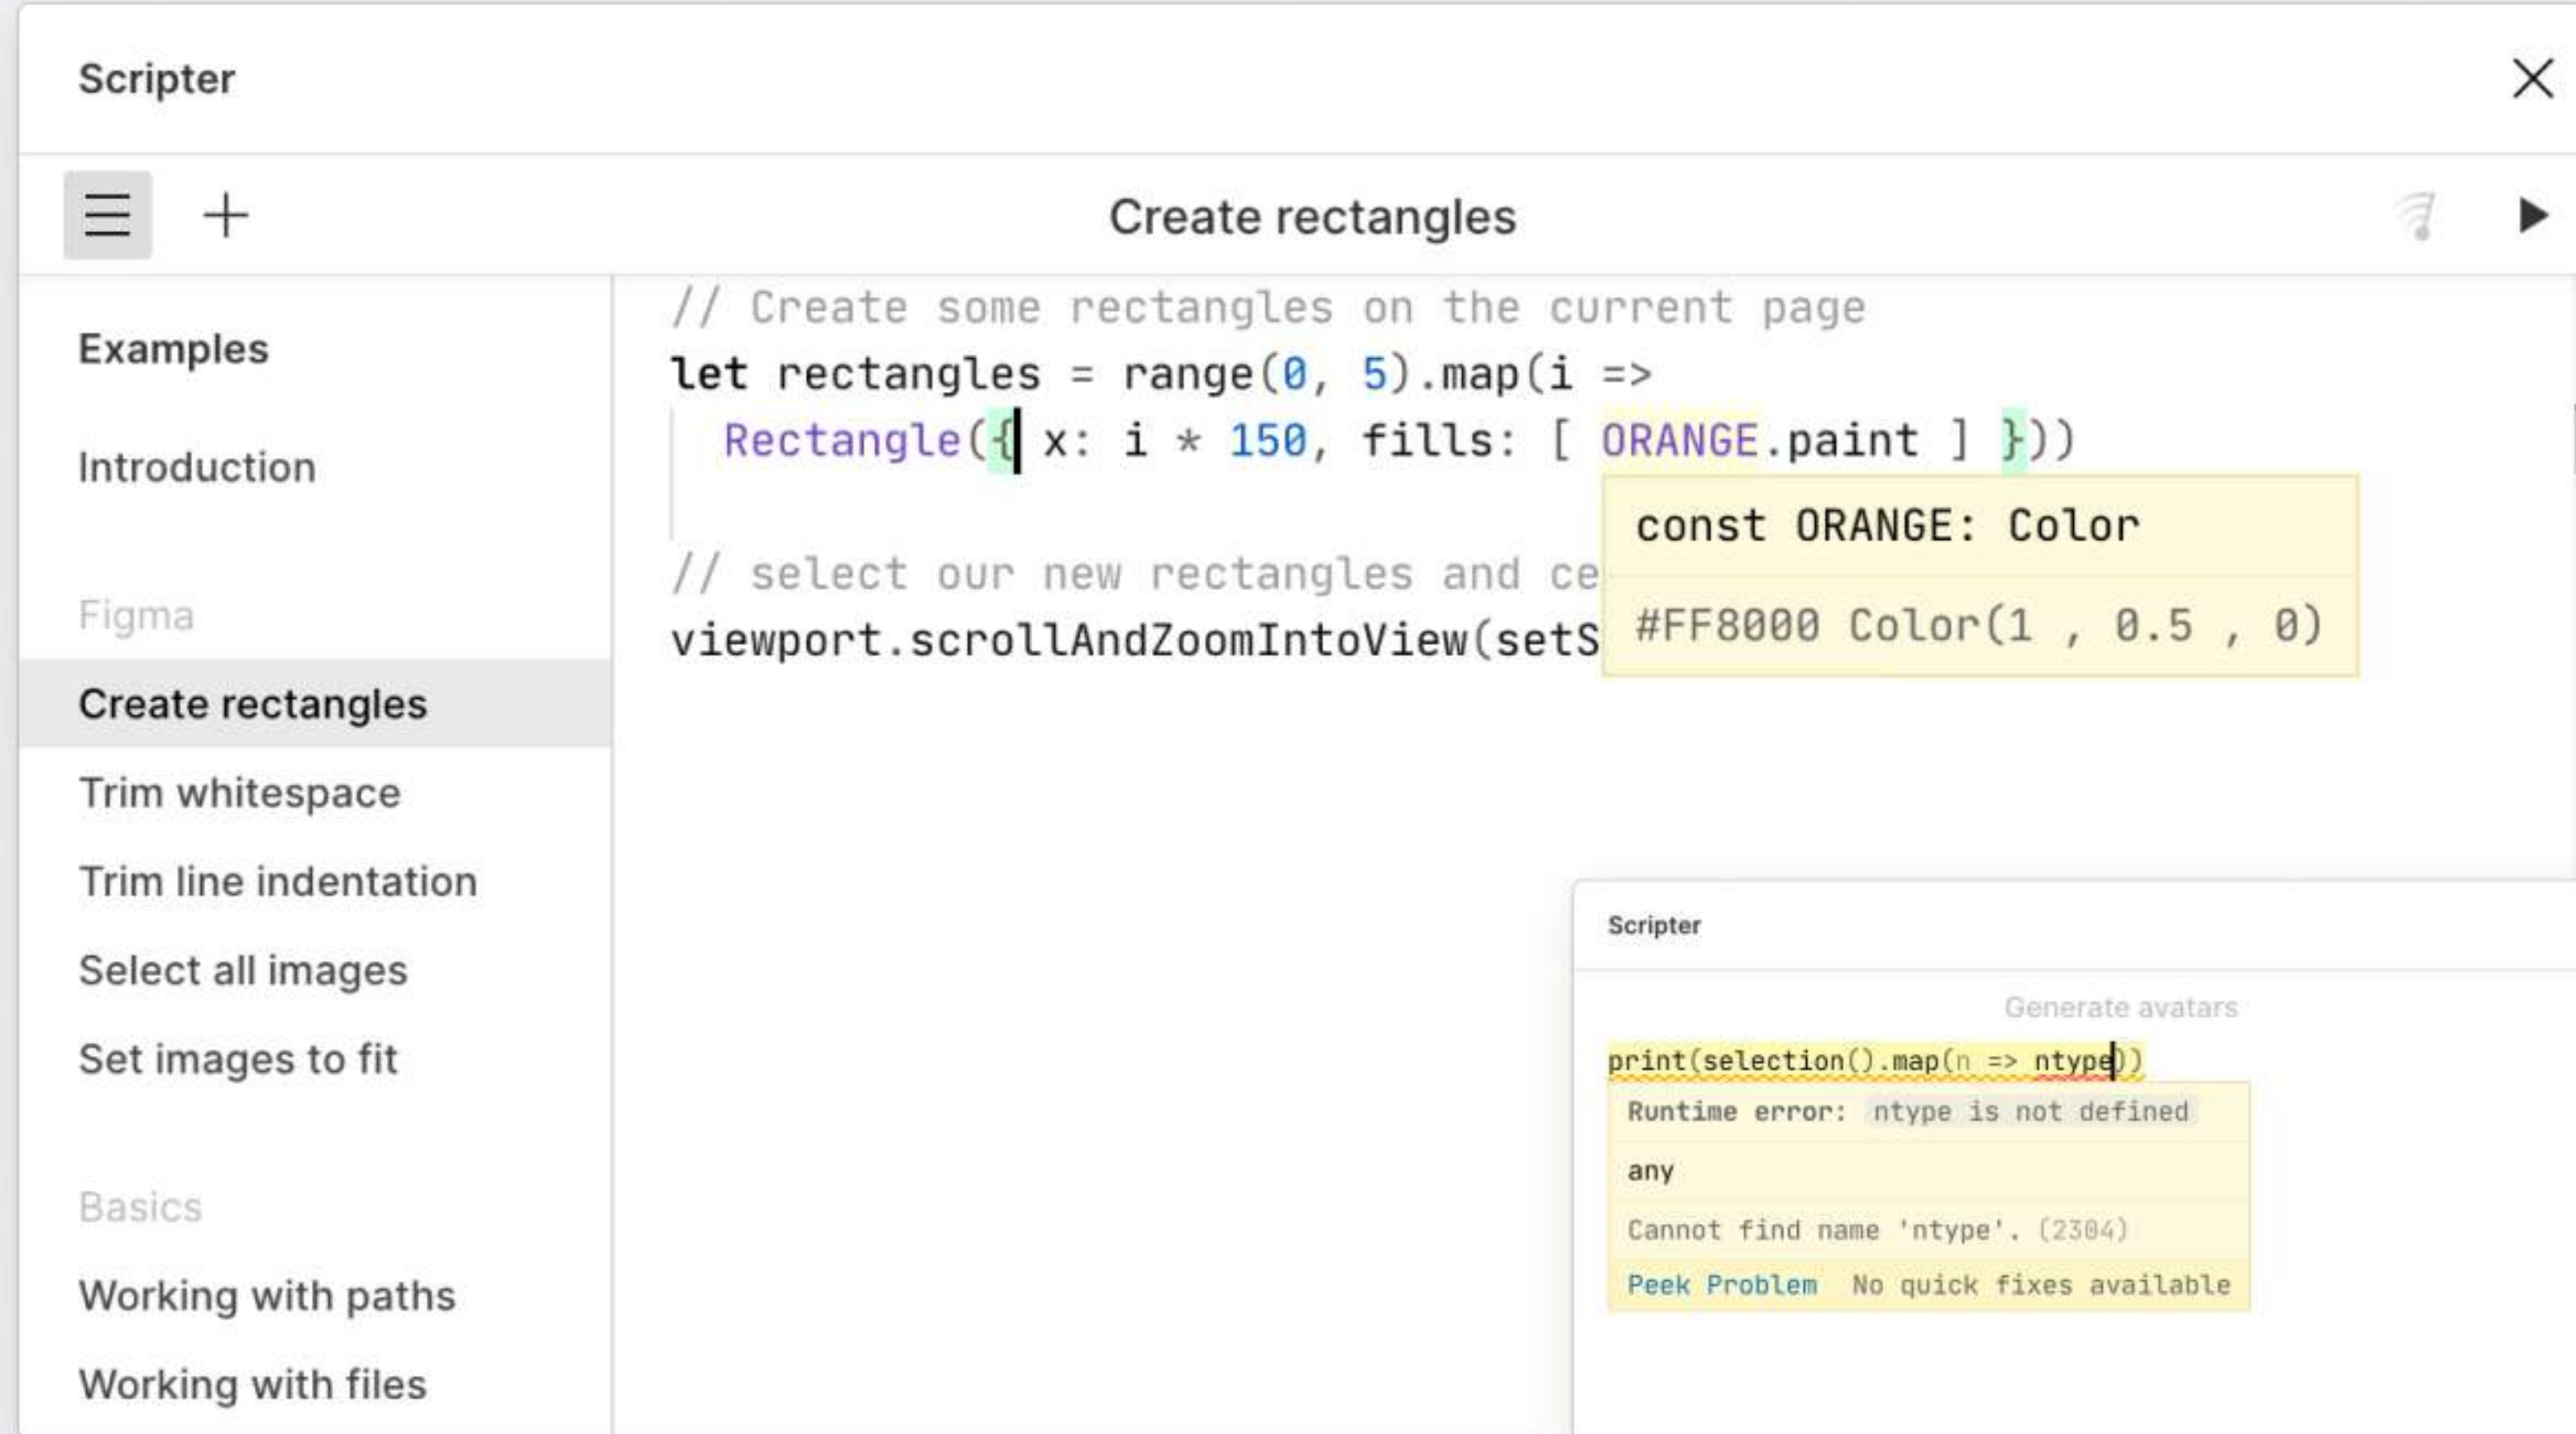 Scripter
Create rectangles
Examples
Introduction
Figma
Create rectangles
Trim whitespace
Trim line indentation
Select all images
Set images to fit
Basics
Working with paths
Working with files
// Create some rectangles on the current page
let rectangles = range(0, 5).map(i =>
Rectangle({ x: i * 150, fills: [ ORANGE.paint ] }))
const ORANGE: Color
#FF8000 Color(1 , 0.5 , 0)
// select our new rectangles and ce
viewport.scrollAndZoomIntoView(setS
Scripter
Generate avatars
print(selection().map(n => ntype))
Runtime error: ntype is not defined
any
Cannot find name 'ntype'. (2304)
Peek Problem No quick fixes available